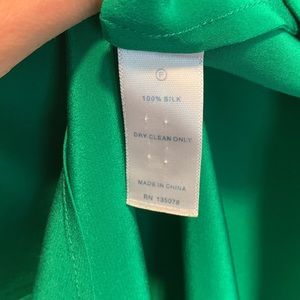 P
100% SILK
DRY CLEAN ONLY
MADE IN CHINA
RN 135078